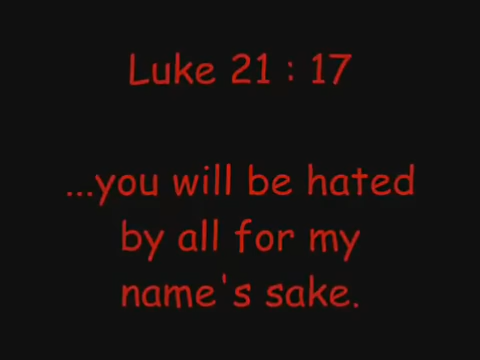 Luke 21 : 17
...you will be hated
by all for my
name's sake.